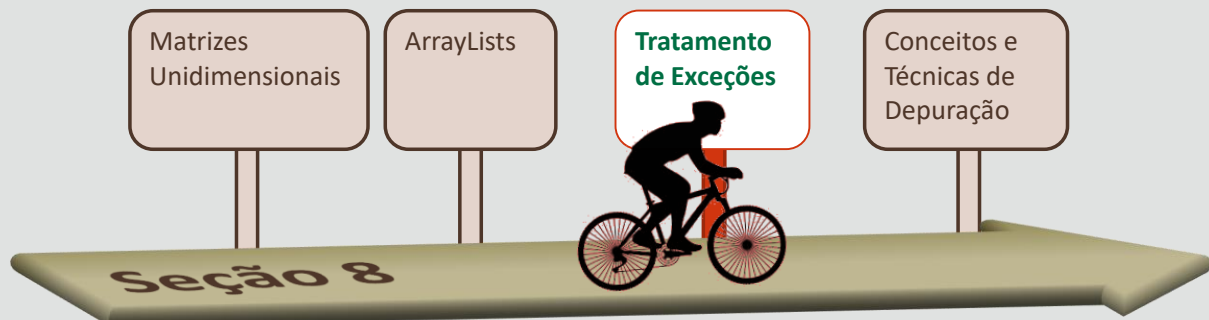 Matrizes
Unidimensionais
ArrayLists
Tratamento
de Exceções
Conceitos e
Técnicas de
Depuração
Seção 8